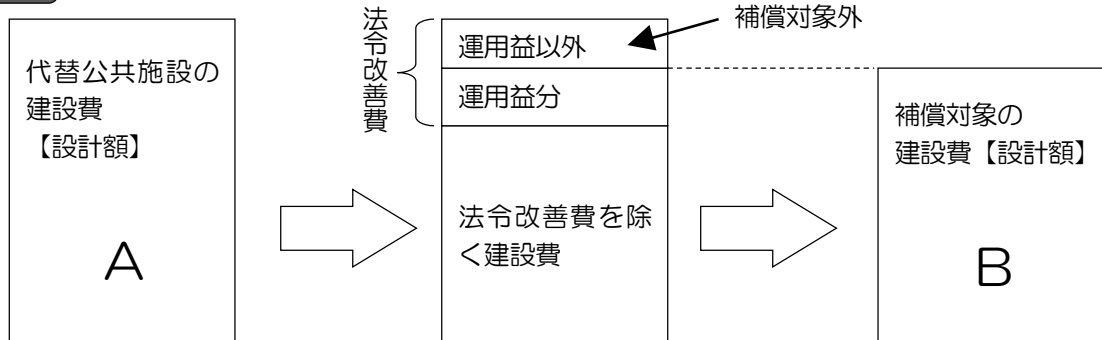 代替公共施設の
建設費
【設計額】
A
法令改善費
運用益以外
運用益分
法令改善費を除
く建設費
補償対象外
補償対象の
建設費【設計額】
B